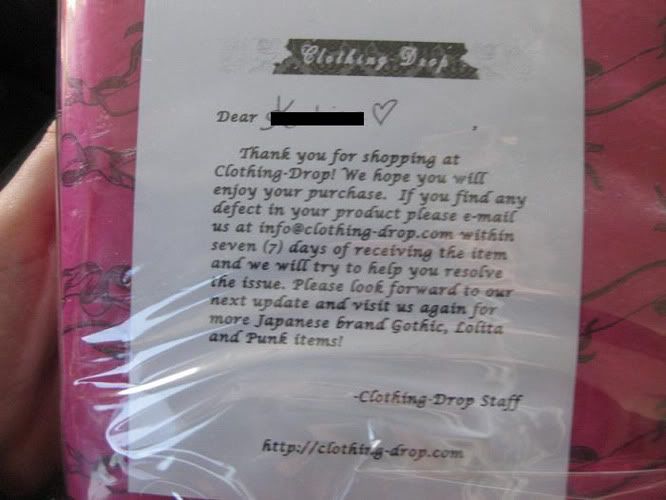 Clothing Drop
Dear ,
Thank you for shopping at
Clothing-Drop! We hope you will
enjoy your purchase. If you find any
defect in your product please e-mail
us at info@clothing-drop.com within
seven (7) days of receiving the item
and we will try to help you resolve
the issue. Please look forward to our
next update and visit us again for
more Japanese brand Gothic, Lolita
and Punk items!
-Clothing-Drop Staff
http://clothing-drop.com